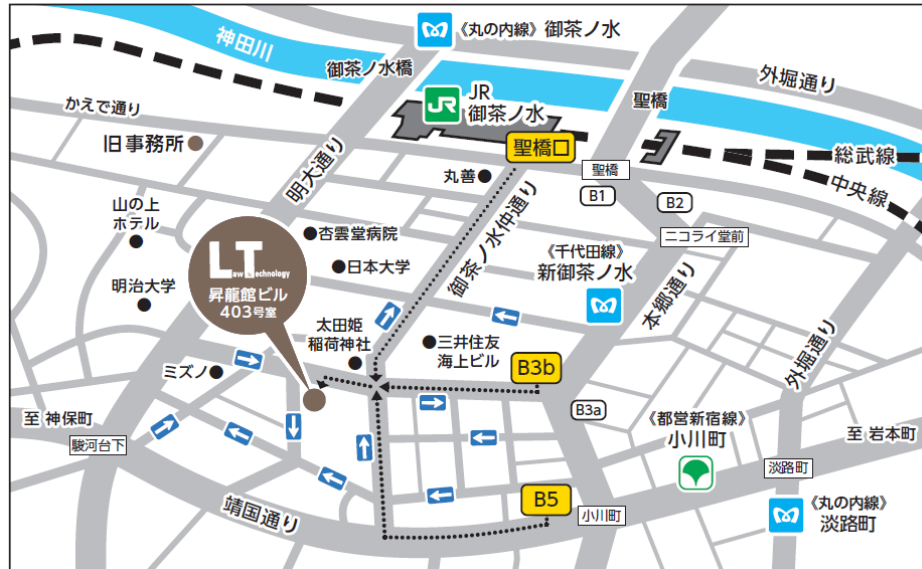 《丸の内線》御茶ノ水
神田川
御茶ノ水橋
外堀通り
聖橋
JR
JR
御茶ノ水
かえで通り
旧事務所
明大通り
聖橋口
総武線
中央線
丸善
聖橋
B1
B2
山の上
ホテル
杏雲堂病院
御茶ノ水仲通り
ニコライ堂前
LT
Law & Technology
昇龍館ビル
403号室
日本大学
《千代田線》
新御茶ノ水
本郷通り
明治大学
太田姫
稲荷神社
三井住友
海上ビル
外堀通り
ミズノ
B3b
B3a
至 神保町
《都営新宿線》
小川町
至 岩本町
駿河台下
淡路町
靖国通り
B5
小川町
《丸の内線》
淡路町